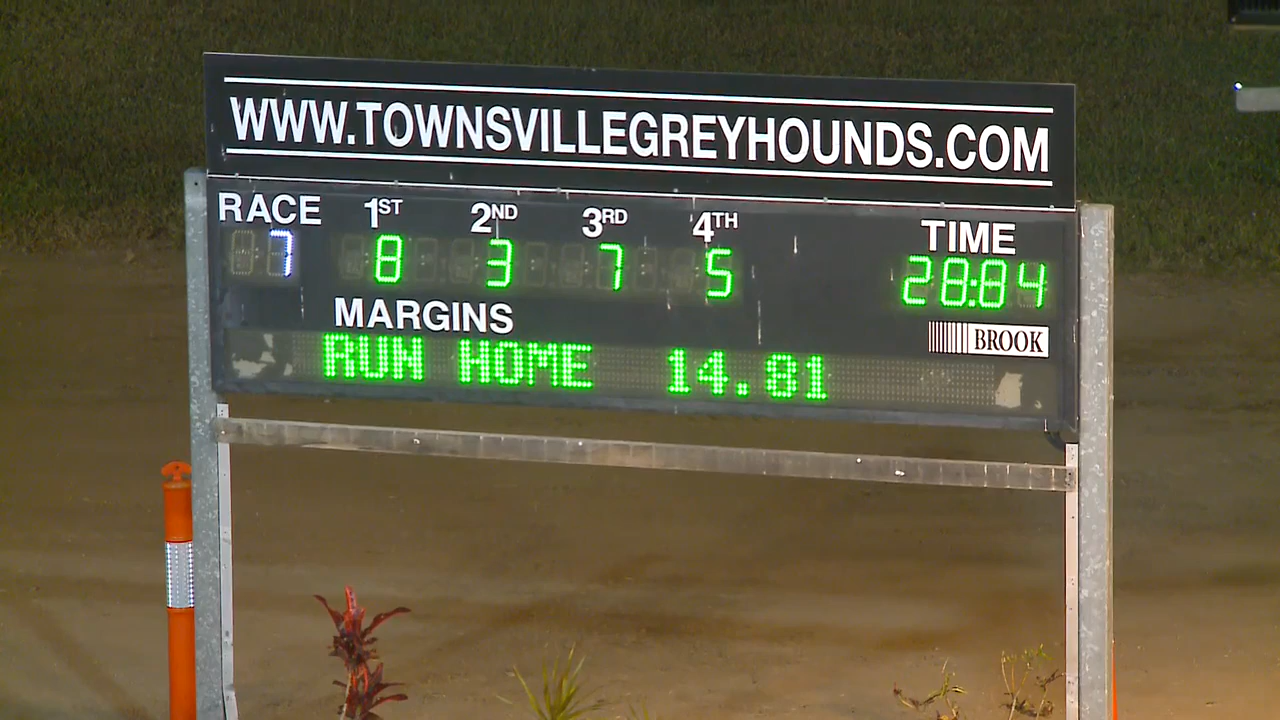 WWW.TOWNSVILLEGREYHOUNDS.COM
RACE 1ST 2ND 3RD 4TH TIME
7 8 3 7 5 28:84
MARGINS
BROOK
RUN HOME 14.81